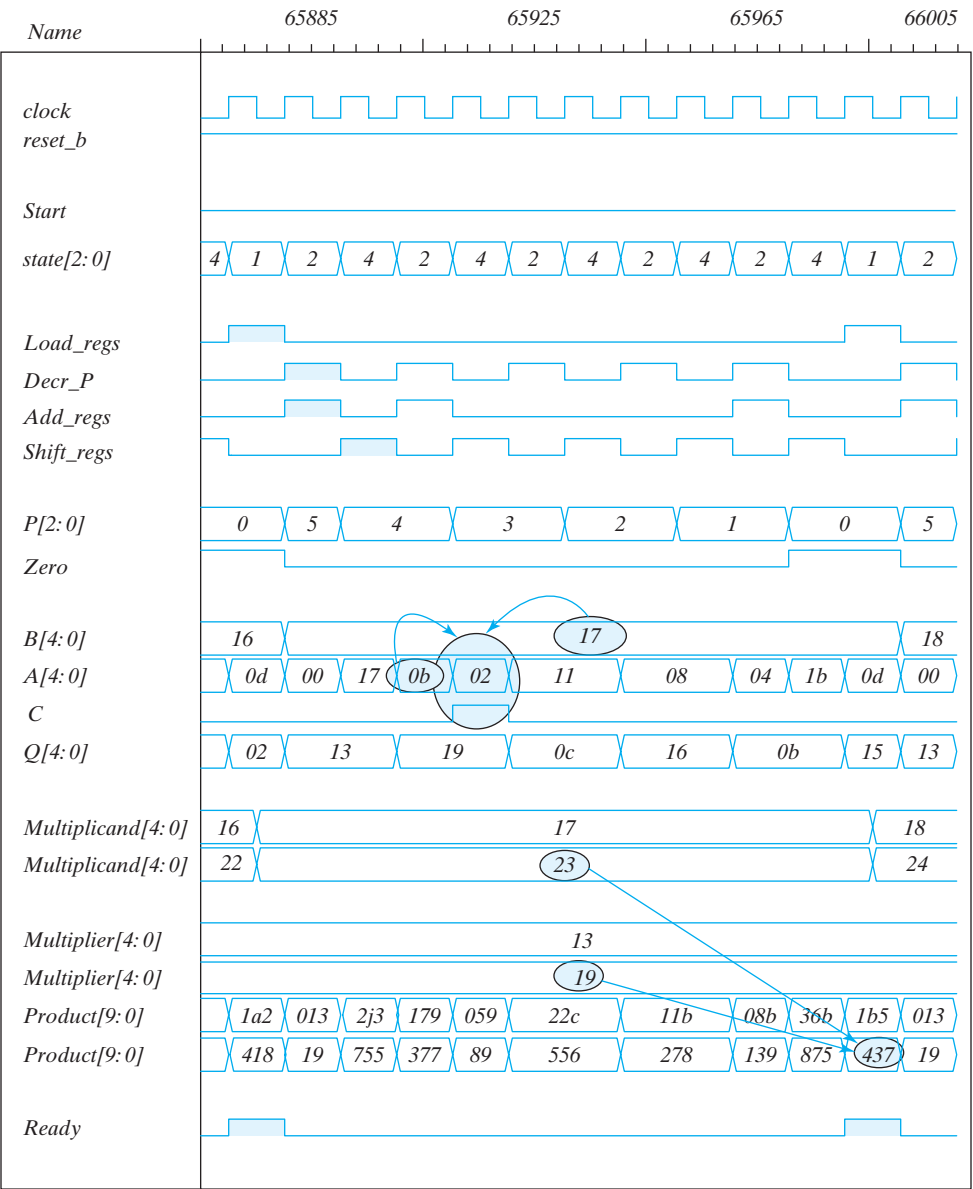 Name 65885 65925 65965 66005
clock
reset_b
Start
state[2:0] 4 1 2 4 2 4 2 4 2 4 2 4 1 2
Load_regs
Decr_P
Add_regs
Shift_regs
P[2:0] 0 5 4 3 2 1 0 5
Zero
B[4:0] 16 17 18
A[4:0] 0d 00 17 0b 02 11 08 04 1b 0d 00
C
Q[4:0] 02 13 19 0c 16 0b 15 13
Multiplicand[4:0] 16 17 18
Multiplicand[4:0] 22 23 24
Multiplier[4:0] 13
Multiplier[4:0] 19
Product[9:0] 1a2 013 2j3 179 059 22c 11b 08b 36b 1b5 013
Product[9:0] 418 19 755 377 89 556 278 139 875 437 19
Ready